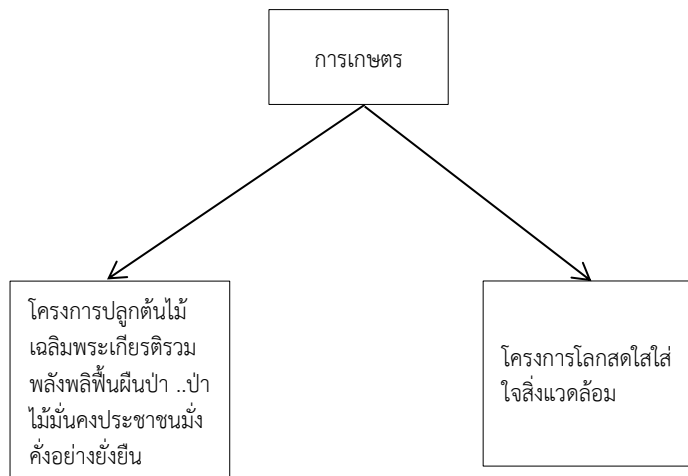 การเกษตร
โครงการปลูกต้นไม้
เฉลิมพระเกียรติรวม
พลังพลิฟื้นผืนป่า ..ป่า
ไม้มั่นคงประชาชนมั่ง
คั่งอย่างยั่งยืน
โครงการโลกสดใสใส่
ใจสิ่งแวดล้อม